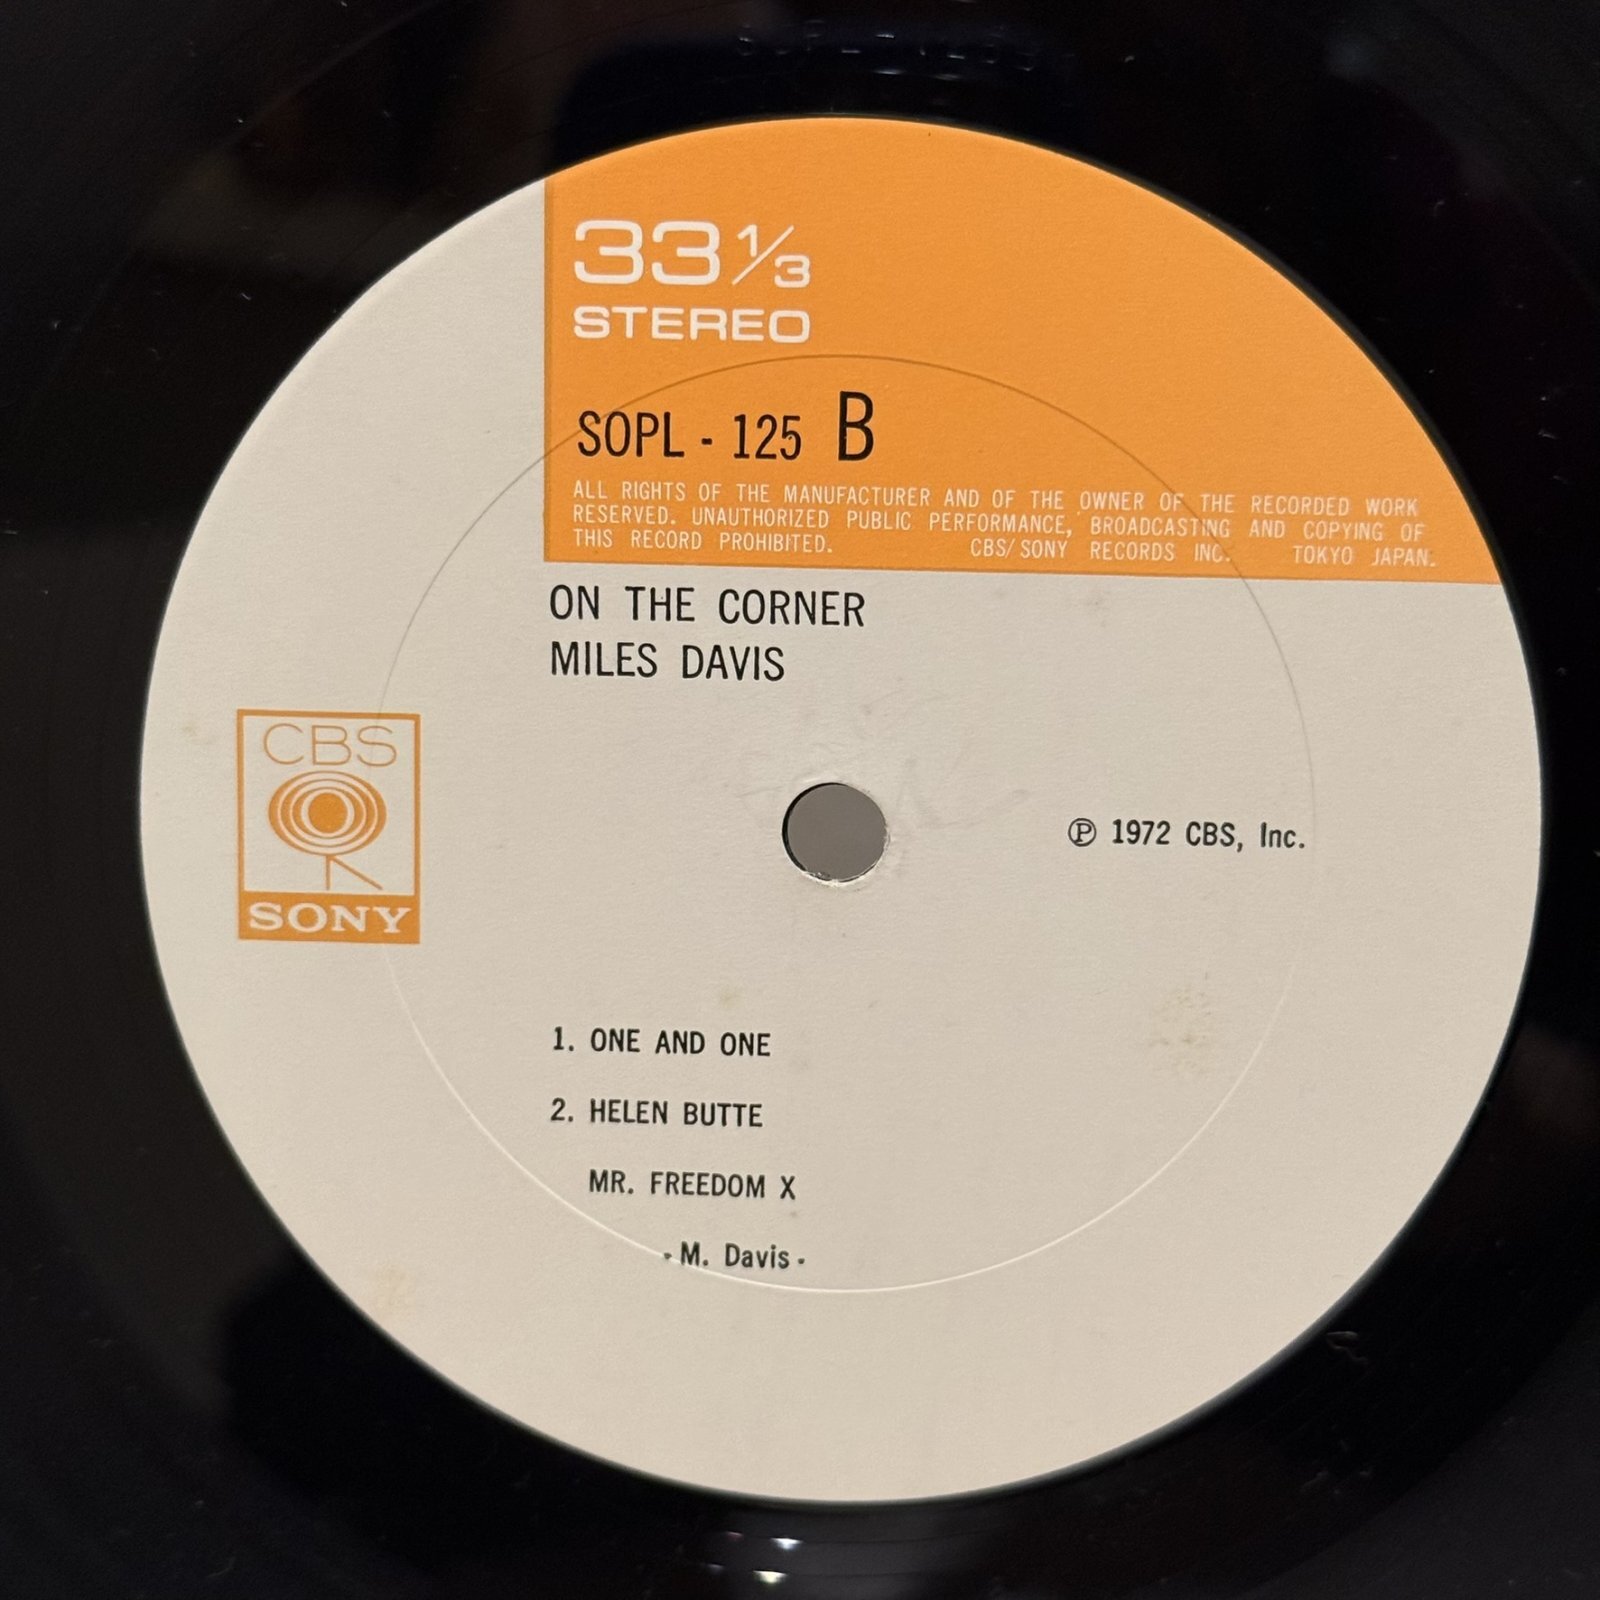 33 1/3
STEREO
SOPL - 125 B
ALL RIGHTS OF THE MANUFACTURER AND OF THE OWNER OF THE RECORDED WORK
RESERVED. UNAUTHORIZED PUBLIC PERFORMANCE, BROADCASTING AND COPYING OF
THIS RECORD PROHIBITED. CBS/SONY RECORDS INC. TOKYO JAPAN.
ON THE CORNER
MILES DAVIS
CBS
SONY
℗ 1972 CBS, Inc.
1. ONE AND ONE
2. HELEN BUTTE
MR. FREEDOM X
- M. Davis -